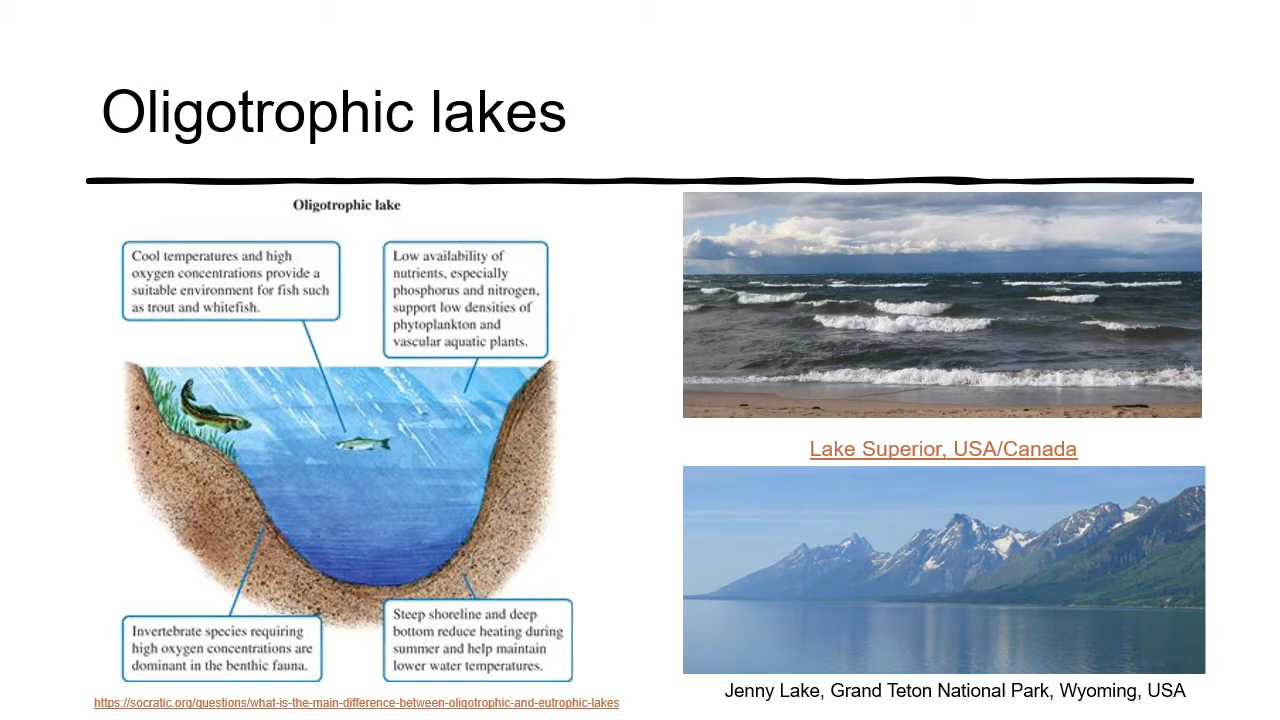 Oligotrophic lakes
Oligotrophic lake
Cool temperatures and high
oxygen concentrations provide a
suitable environment for fish such
as trout and whitefish.
Low availability of
nutrients, especially
phosphorus and nitrogen,
support low densities of
phytoplankton and
vascular aquatic plants.
Invertebrate species requiring
high oxygen concentrations are
dominant in the benthic fauna.
Steep shoreline and deep
bottom reduce heating during
summer and help maintain
lower water temperatures.
https://socratic.org/questions/what-is-the-main-difference-between-oligotrophic-and-eutrophic-lakes
Lake Superior, USA/Canada
Jenny Lake, Grand Teton National Park, Wyoming, USA